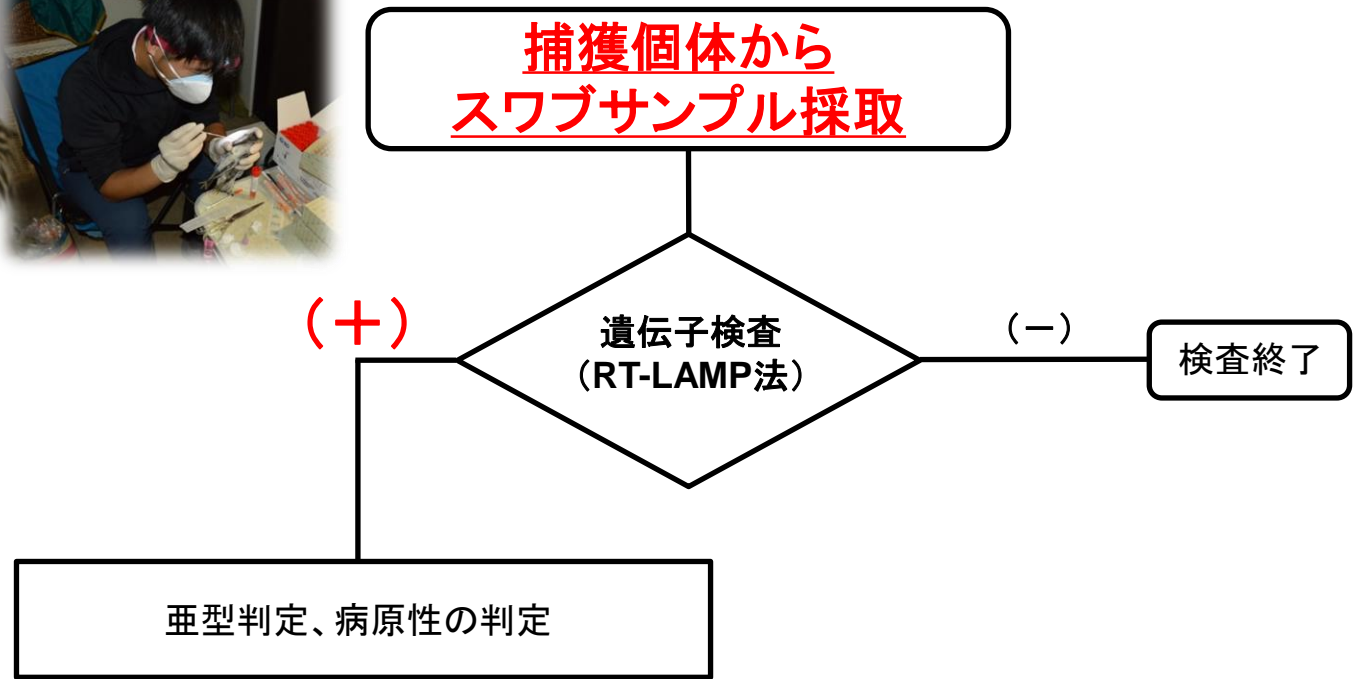 捕獲個体から
スワブサンプル採取
（＋）
遺伝子検査
（RT-LAMP法）
（－）
検査終了
亜型判定、病原性の判定